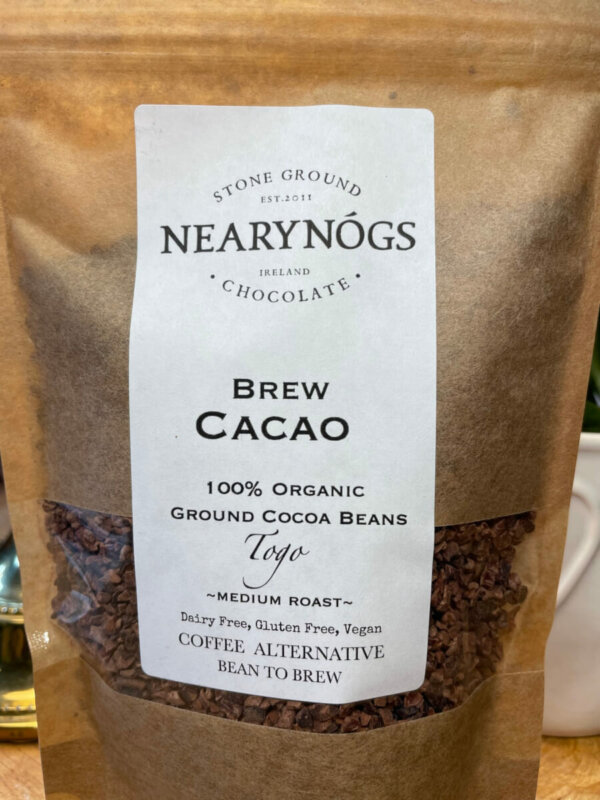 STONE GROUND
EST.2011
NEARYNÓGS
IRELAND
• CHOCOLATE •
BREW
CACAO
100% ORGANIC
GROUND COCOA BEANS
Togo
~MEDIUM ROAST~
Dairy Free, Gluten Free, Vegan
COFFEE ALTERNATIVE
BEAN TO BREW